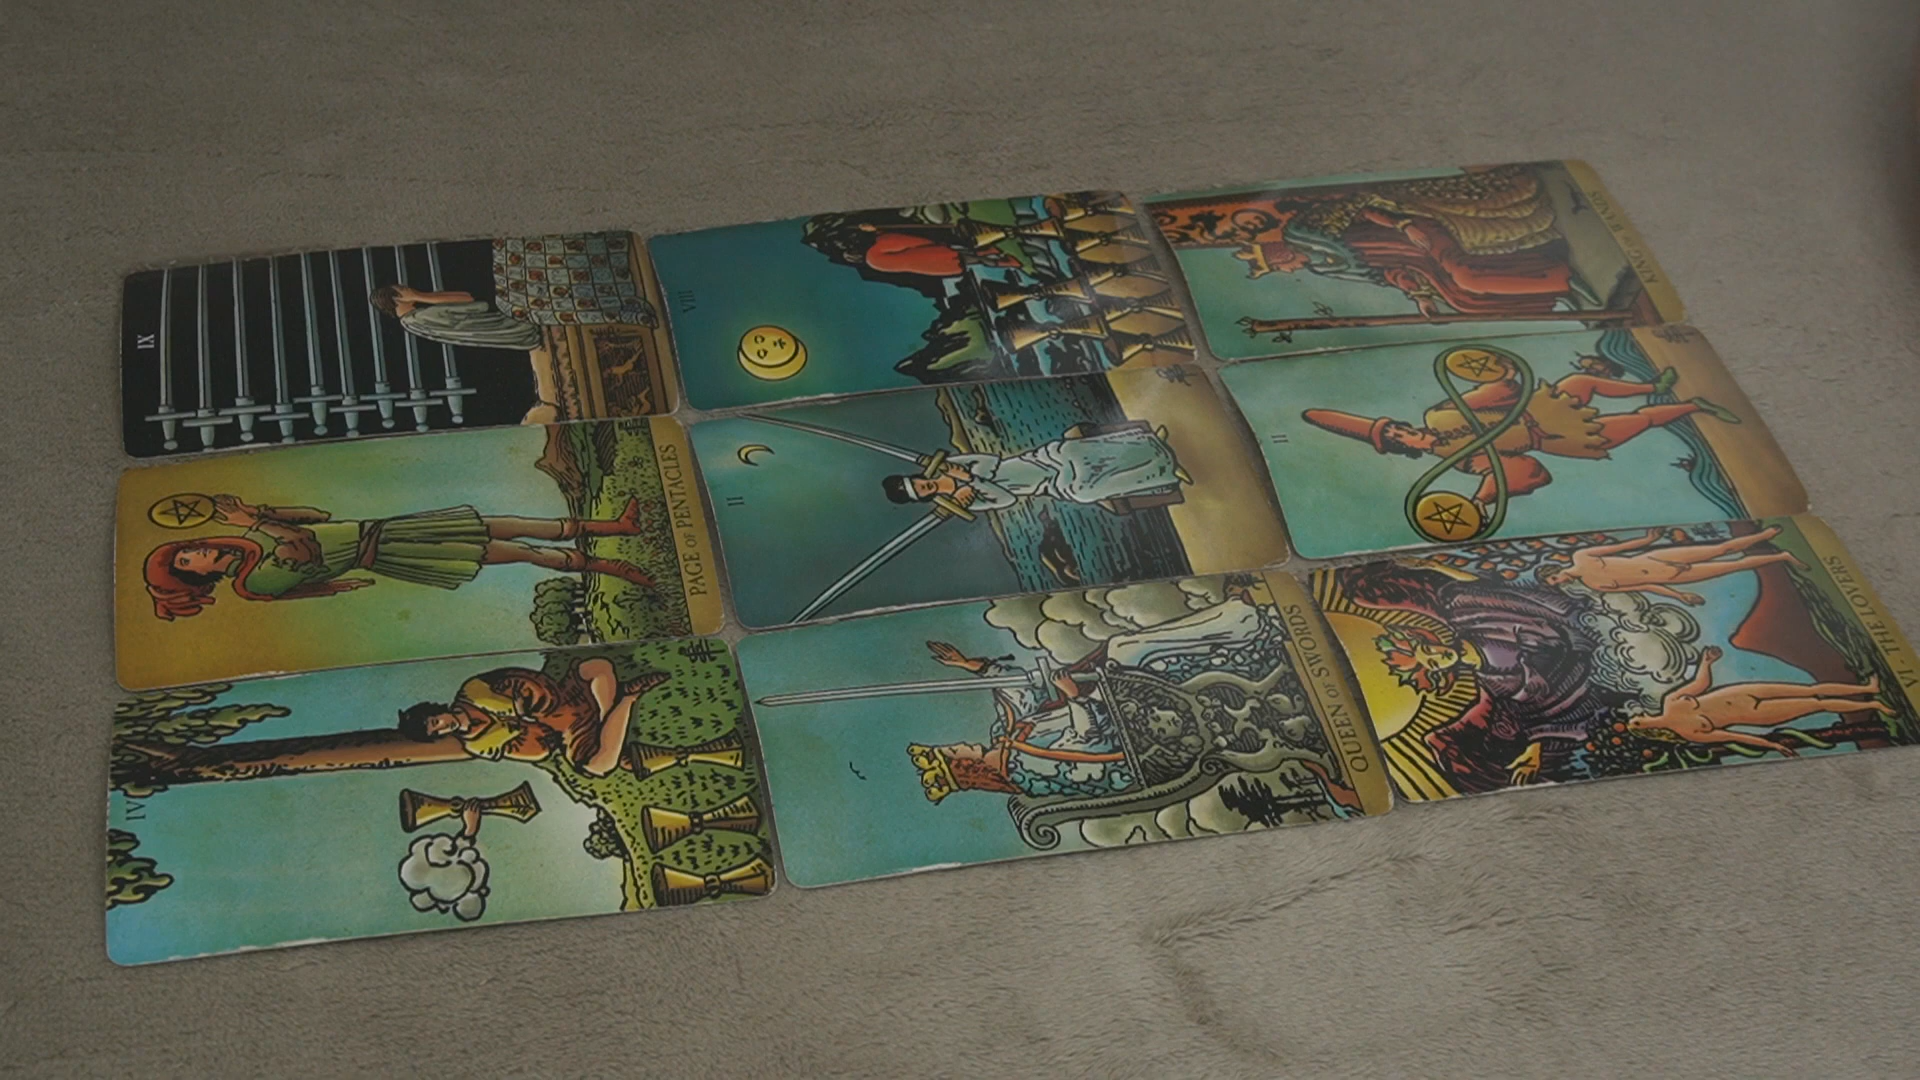 IX
VIII
KING OF WANDS
PAGE OF PENTACLES
II
II
IV
QUEEN OF SWORDS
VI · THE LOVERS